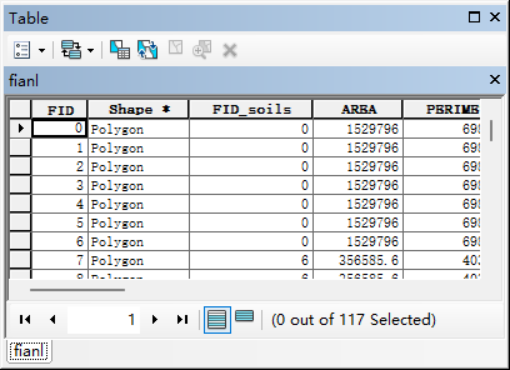 Table
fianl
FID Shape * FID_soils AREA PERIME
0 Polygon 0 1529796 698
1 Polygon 0 1529796 698
2 Polygon 0 1529796 698
3 Polygon 0 1529796 698
4 Polygon 0 1529796 698
5 Polygon 0 1529796 698
6 Polygon 0 1529796 698
7 Polygon 6 356585.6 403
8 Polygon 6 356585.6 403
1 (0 out of 117 Selected)
fianl